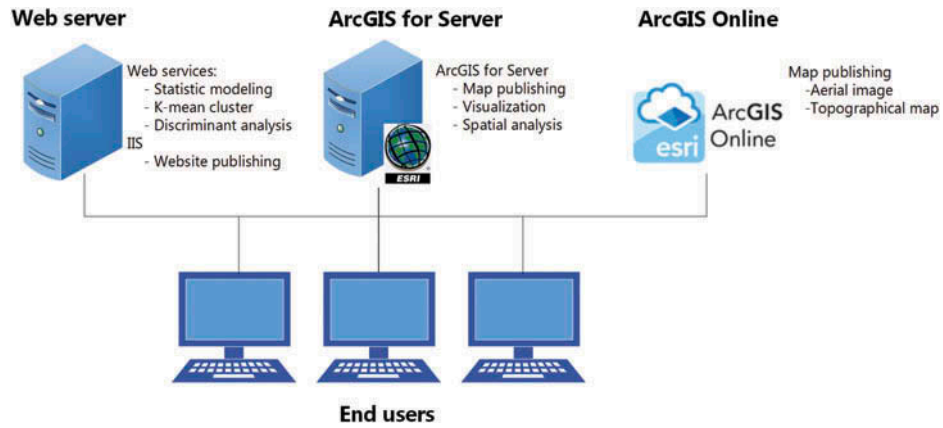 Web server
Web services:
- Statistic modeling
- K-mean cluster
- Discriminant analysis
IIS
- Website publishing
ArcGIS for Server
ArcGIS for Server
- Map publishing
- Visualization
- Spatial analysis
ESRI
ArcGIS Online
esri
ArcGIS
Online
Map publishing
-Aerial image
-Topographical map
End users